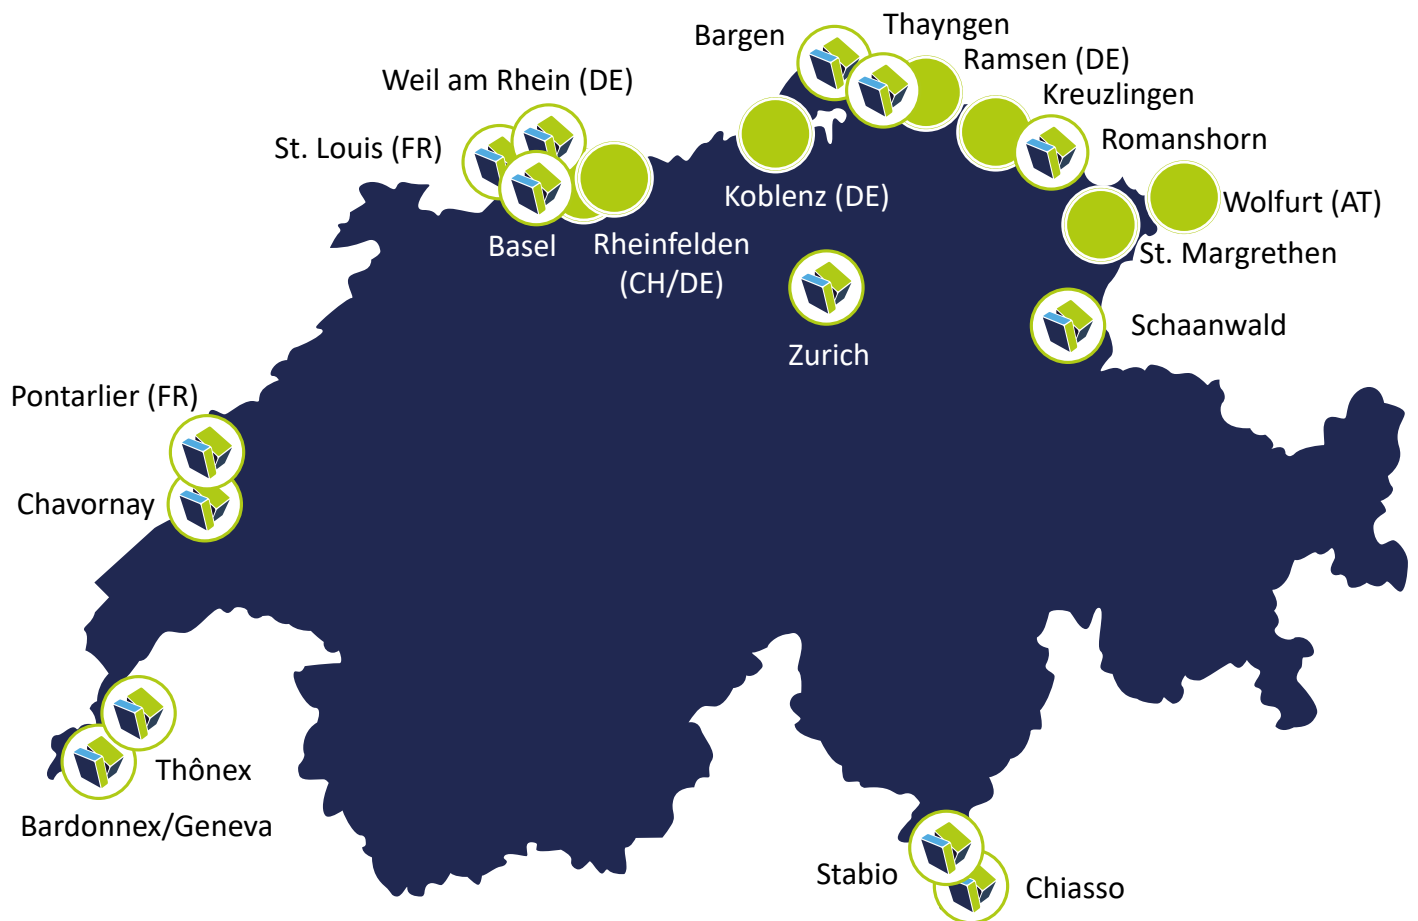 Thayngen
Bargen
Ramsen (DE)
Weil am Rhein (DE)
Kreuzlingen
Romanshorn
St. Louis (FR)
Koblenz (DE)
Wolfurt (AT)
Basel
Rheinfelden
(CH/DE)
St. Margrethen
Schaanwald
Zurich
Pontarlier (FR)
Chavornay
Thônex
Bardonnex/Geneva
Stabio
Chiasso